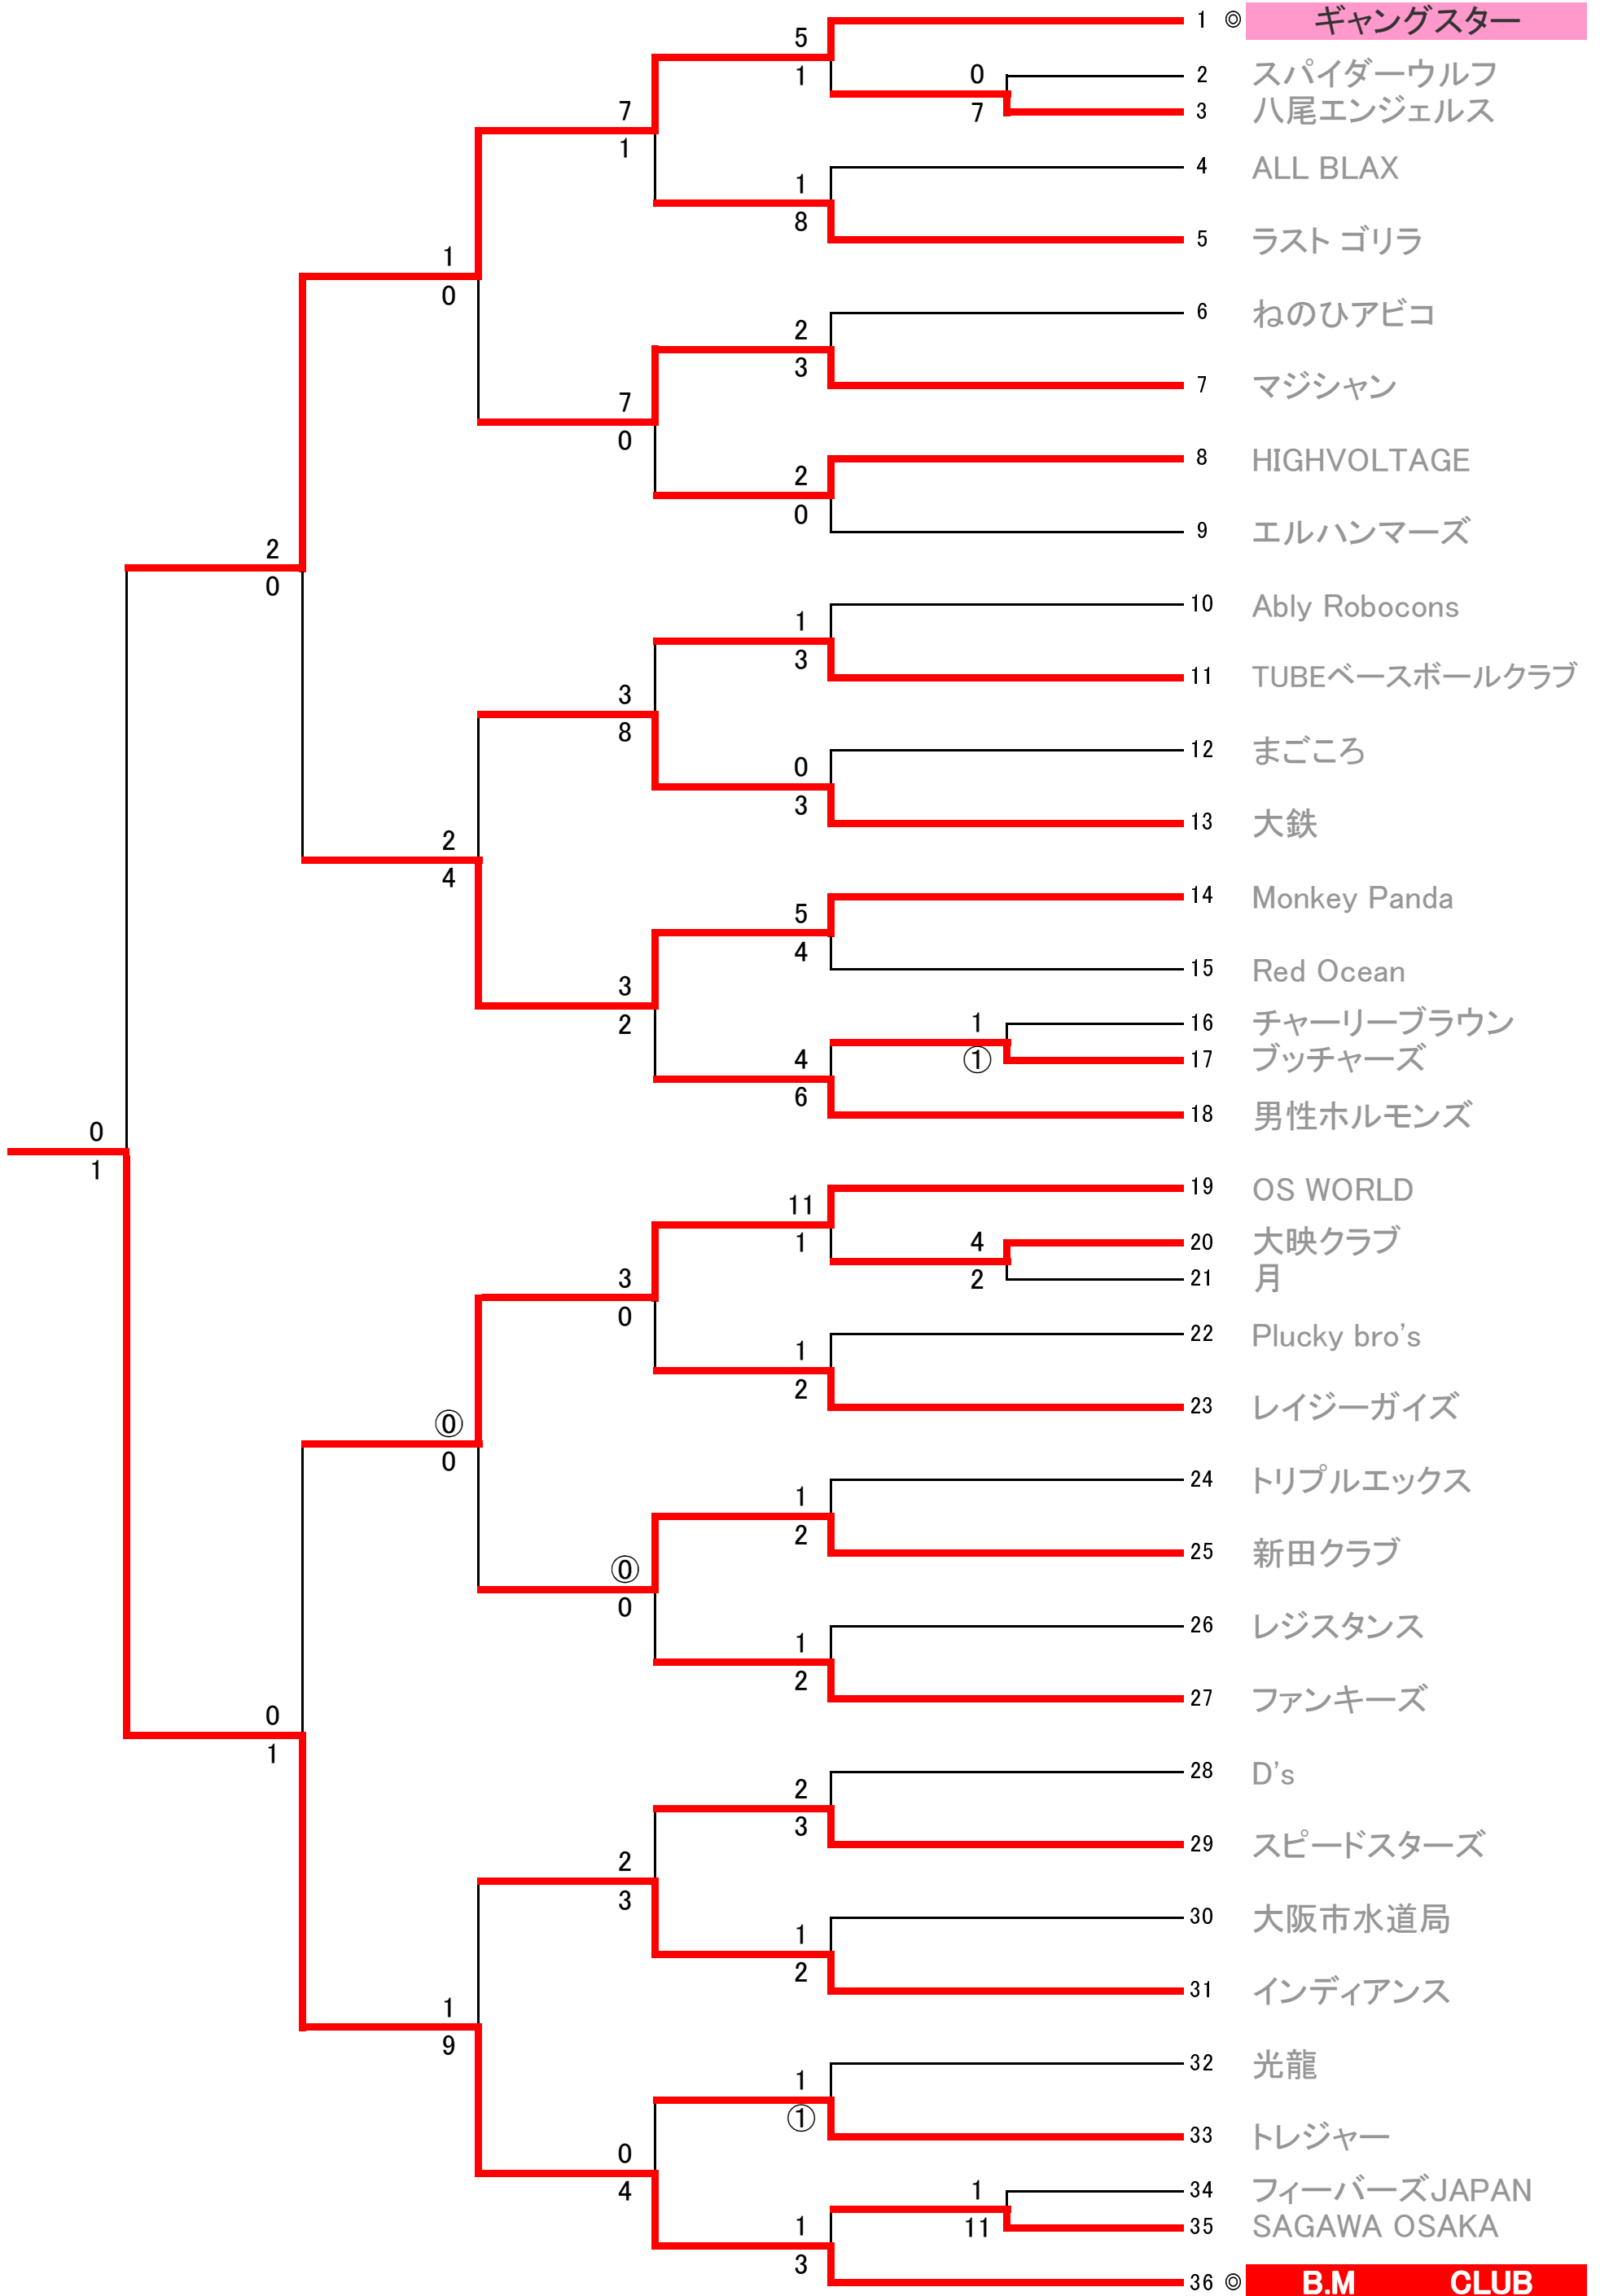 1 ◎ ギャングスター
5
1
0
2 スパイダーウルフ
7
3 八尾エンジェルス
7
1
4 ALL BLAX
1
8
5 ラスト ゴリラ
1
0
6 ねのひアビコ
2
3
7 マジシャン
7
0
8 HIGHVOLTAGE
2
0
9 エルハンマーズ
2
0
10 Ably Robocons
1
3
11 TUBEベースボールクラブ
3
8
12 まごころ
0
3
13 大鉄
2
4
14 Monkey Panda
5
4
15 Red Ocean
3
2
1
16 チャーリーブラウン
①
17 ブッチャーズ
4
6
18 男性ホルモンズ
0
1
19 OS WORLD
11
1
4
20 大映クラブ
2
21 月
3
0
22 Plucky bro's
1
2
23 レイジーガイズ
⓪
0
24 トリプルエックス
1
2
25 新田クラブ
⓪
0
26 レジスタンス
1
2
27 ファンキーズ
0
1
28 D's
2
3
29 スピードスターズ
2
3
30 大阪市水道局
1
2
31 インディアンス
1
9
32 光龍
1
①
33 トレジャー
0
4
1
34 フィーバーズJAPAN
11
35 SAGAWA OSAKA
1
3
36 ◎ B.M CLUB